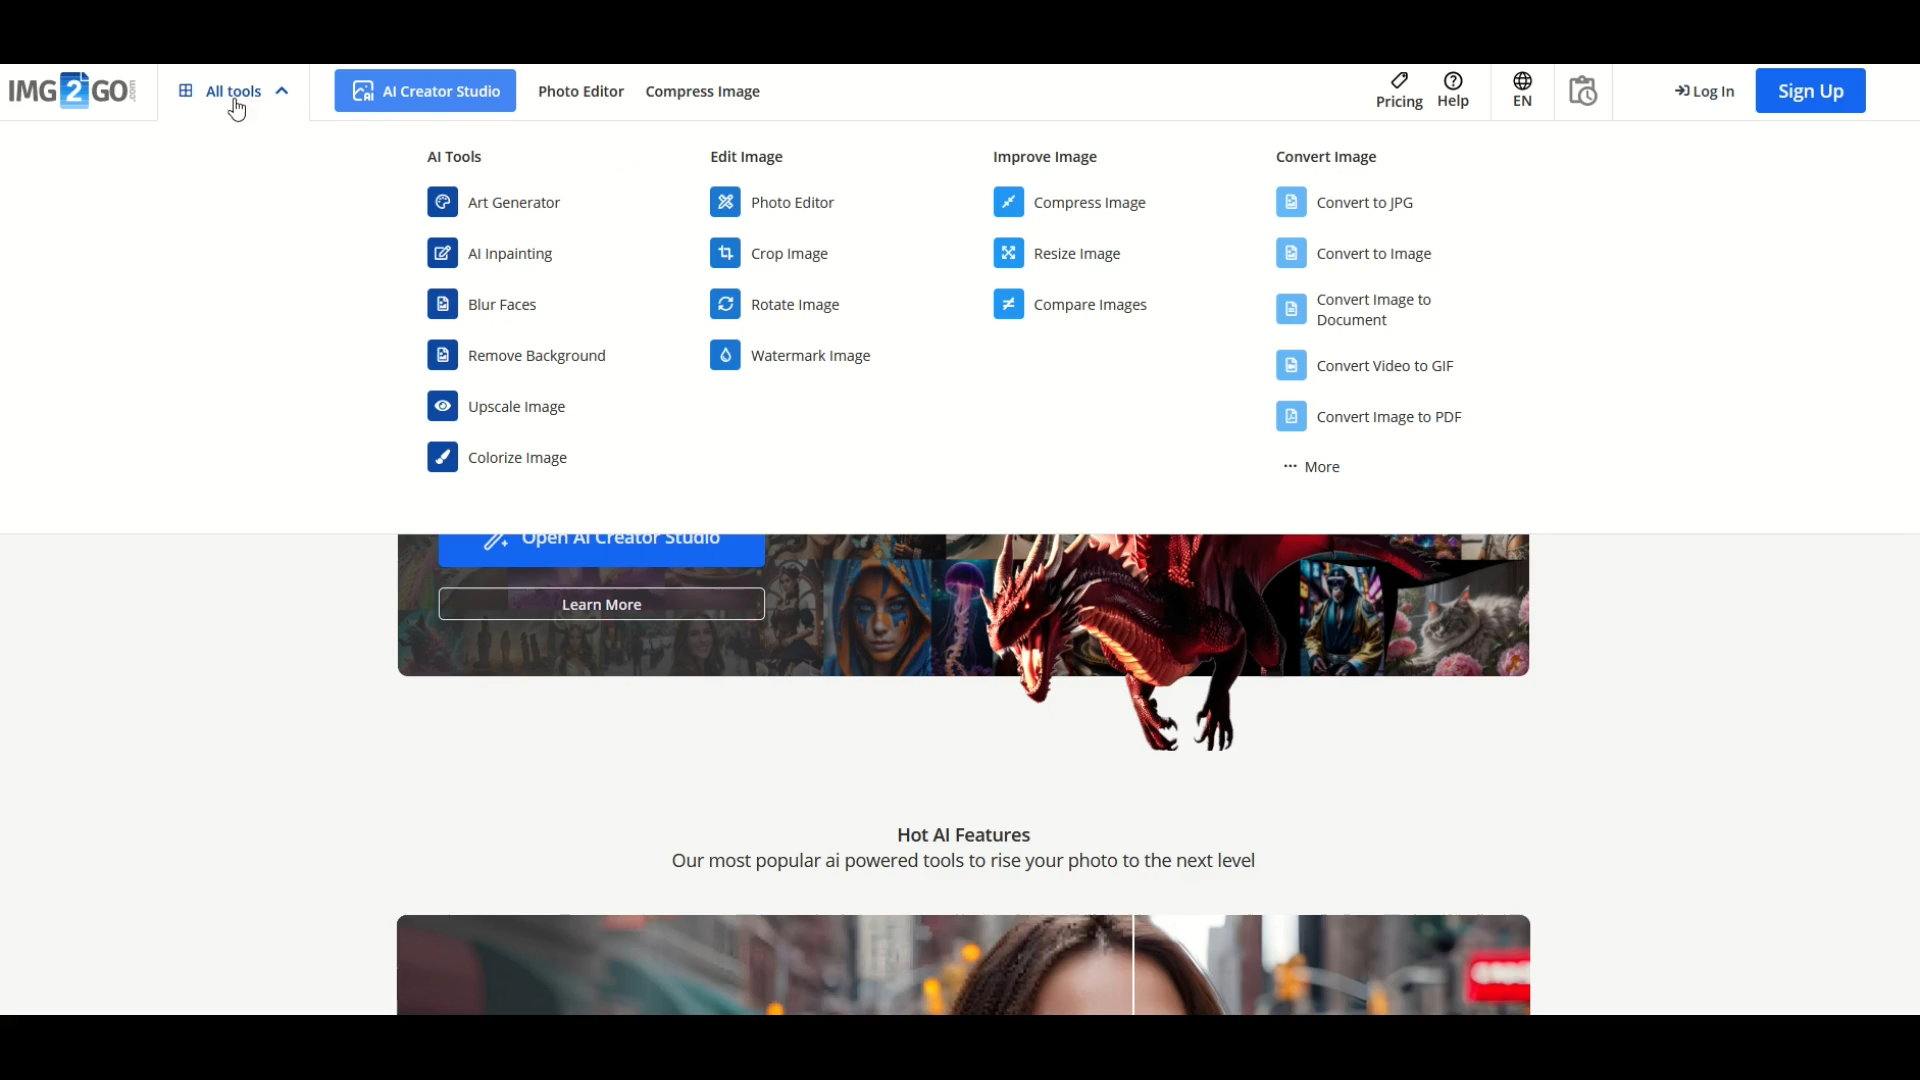 IMG2GO.com
All tools
AI Creator Studio
Photo Editor
Compress Image
Pricing
Help
EN
Log In
Sign Up
AI Tools
Art Generator
AI Inpainting
Blur Faces
Remove Background
Upscale Image
Colorize Image
Edit Image
Photo Editor
Crop Image
Rotate Image
Watermark Image
Improve Image
Compress Image
Resize Image
Compare Images
Convert Image
Convert to JPG
Convert to Image
Convert Image to
Document
Convert Video to GIF
Convert Image to PDF
More
Open AI Creator Studio
Learn More
Hot AI Features
Our most popular ai powered tools to rise your photo to the next level